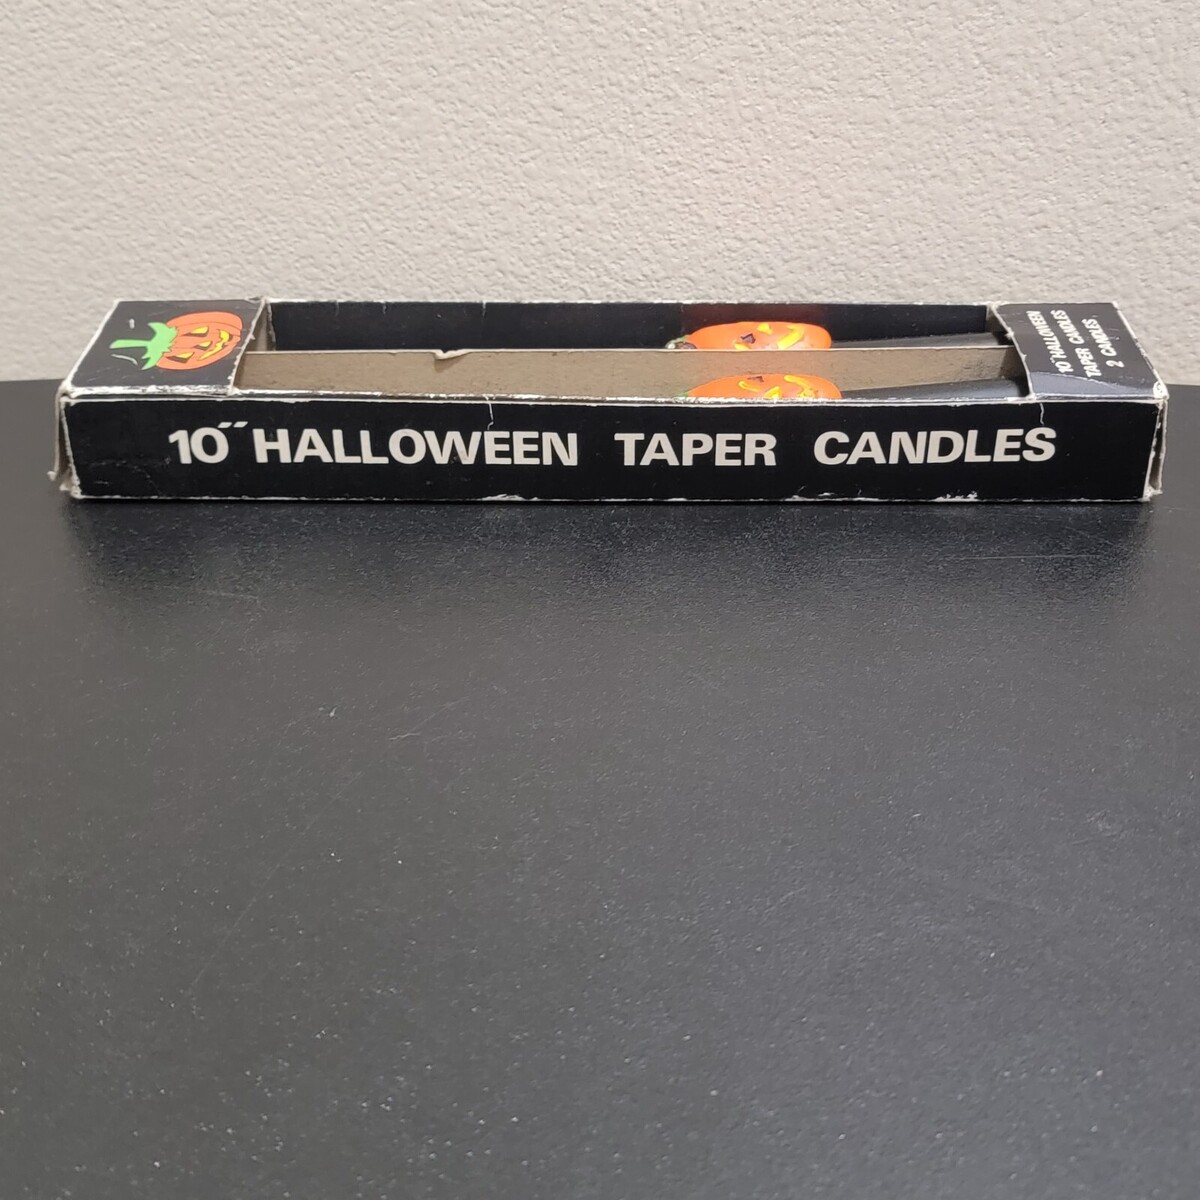 10" HALLOWEEN
TAPER CANDLES
2 CANDLES
10" HALLOWEEN TAPER CANDLES